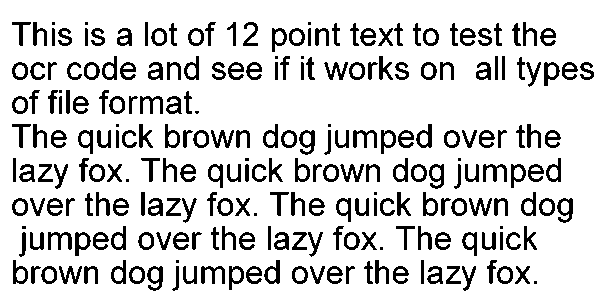 This is a lot of 12 point text to test the
ocr code and see if it works on  all types
of file format.
The quick brown dog jumped over the
lazy fox. The quick brown dog jumped
over the lazy fox. The quick brown dog
 jumped over the lazy fox. The quick
brown dog jumped over the lazy fox.